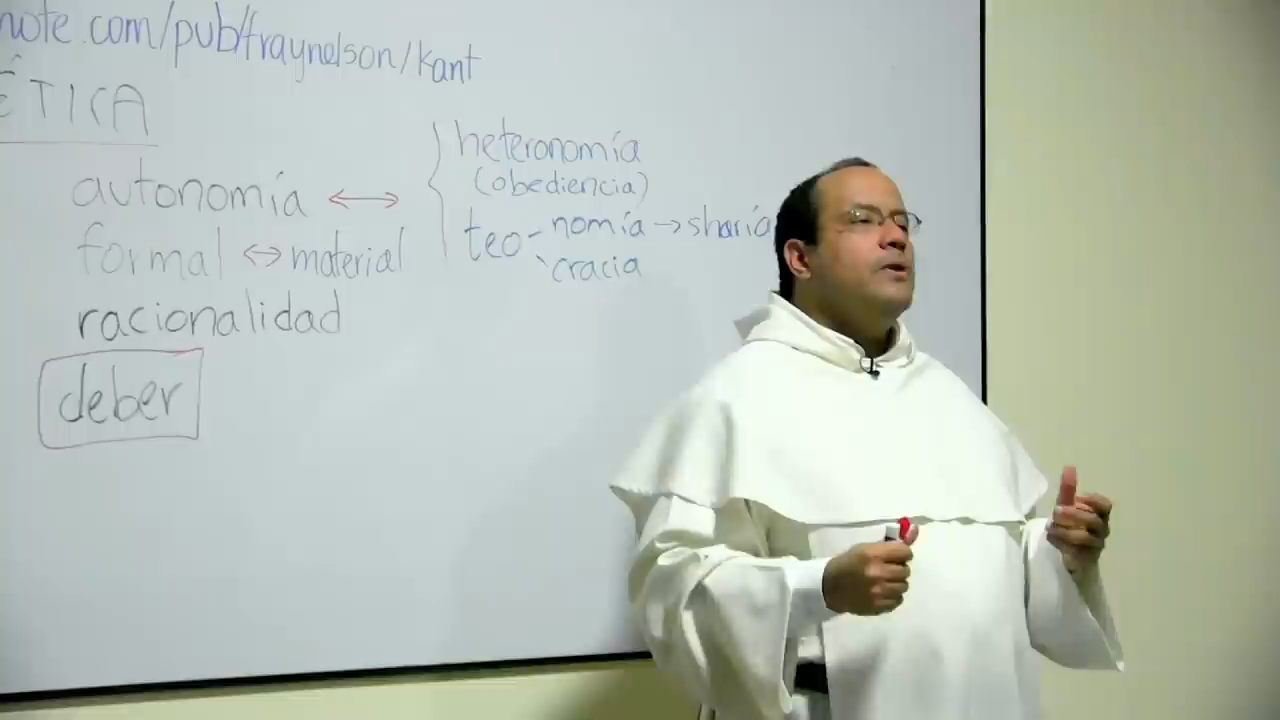 note.com/pub/fraynelson/kant
ÉTICA
autonomía ↔ { heteronomía
(obediencia)
teo - nomía → sharía
cracia
formal ↔ material
racionalidad
deber